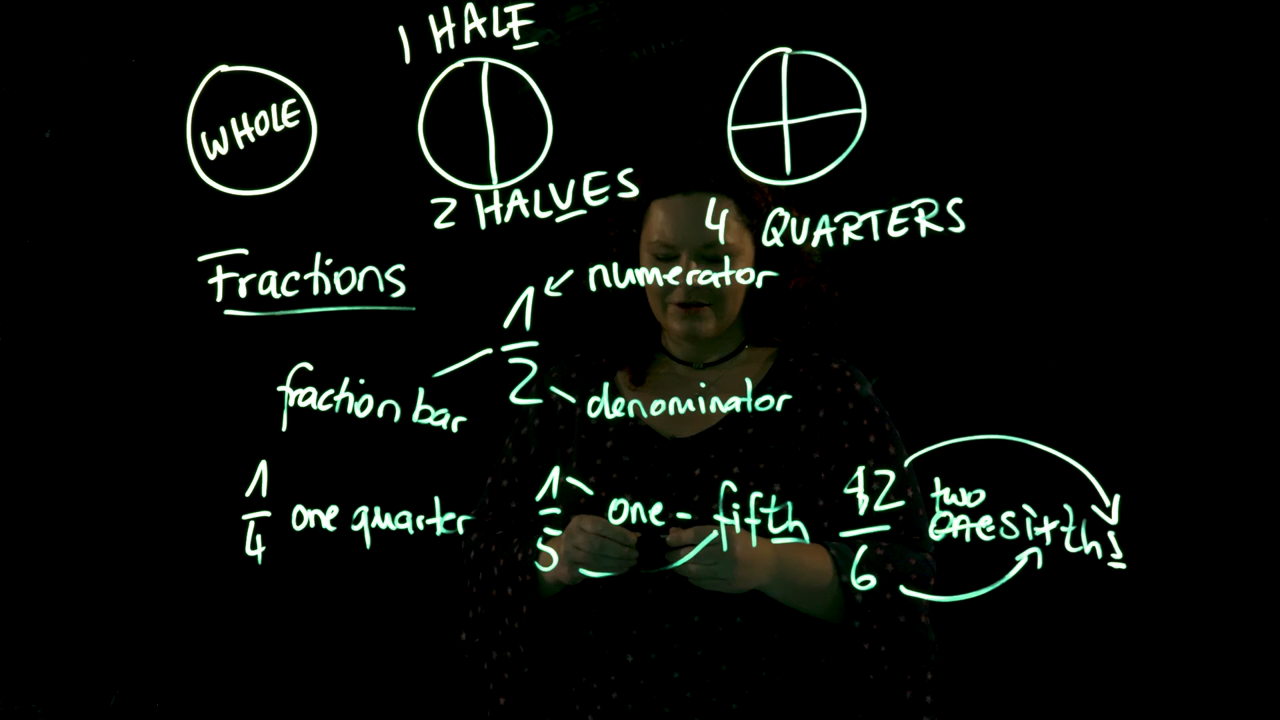 1 HALF
WHOLE
2 HALVES
4 QUARTERS
Fractions
1 numerator
fraction bar
2 denominator
1
4
one quarter
1
5
one-fifth
2
6
two sixths